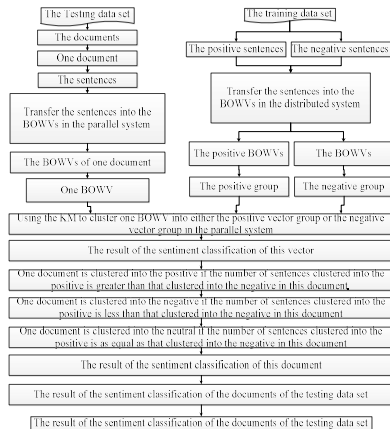 The Testing data set
The documents
One document
The sentences
Transfer the sentences into the
BOWVs in the parallel system
The BOWVs of one document
One BOWV
The training data set
The positive sentences
The negative sentences
Transfer the sentences into the
BOWVs in the distributed system
The positive BOWVs
The BOWVs
The positive group
The negative group
Using the KM to cluster one BOWV into either the positive vector group or the negative
vector group in the parallel system
The result of the sentiment classification of this vector
One document is clustered into the positive if the number of sentences clustered into the
positive is greater than that clustered into the negative in this document
One document is clustered into the negative if the number of sentences clustered into the
positive is less than that clustered into the negative in this document
One document is clustered into the neutral if the number of sentences clustered into the
positive is as equal as that clustered into the negative in this document
The result of the sentiment classification of this document
The result of the sentiment classification of the documents of the testing data set
The result of the sentiment classification of the documents of the testing data set